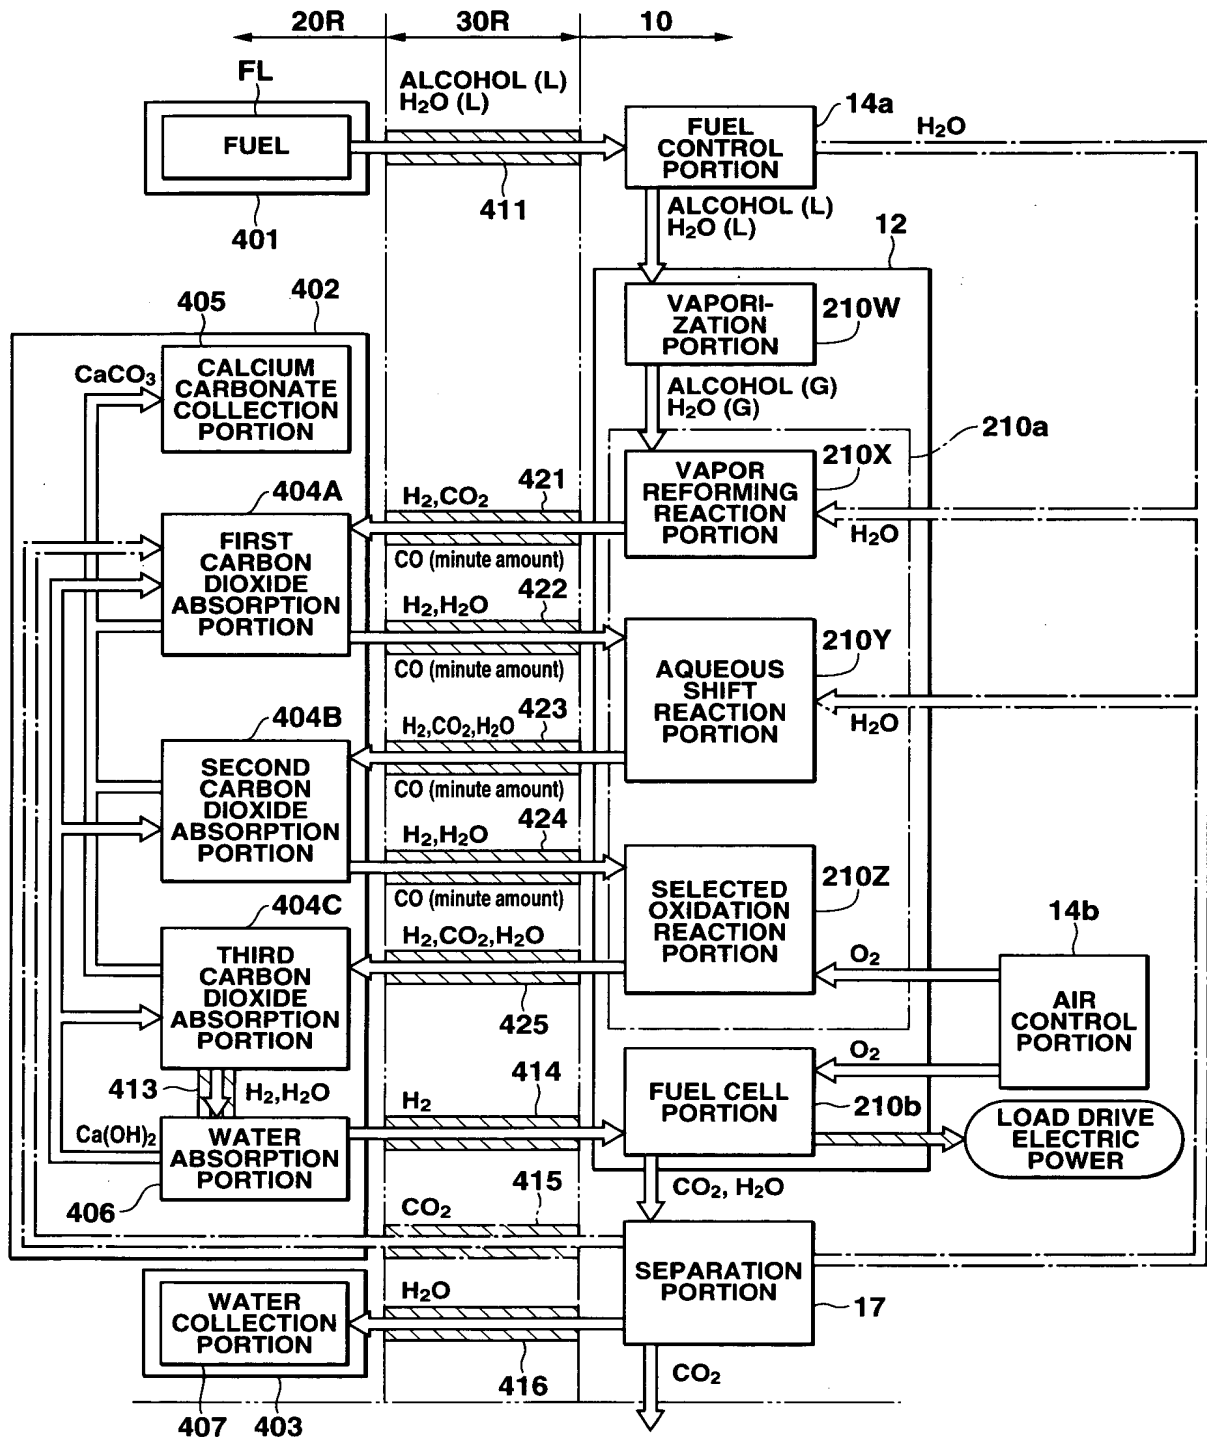 20R 30R 10
FL
ALCOHOL (L)
H2O (L)
FUEL
411
401
14a
FUEL
CONTROL
PORTION
H2O
ALCOHOL (L)
H2O (L)
12
VAPORI-
ZATION
PORTION
210W
ALCOHOL (G)
H2O (G)
210a
405
402
CaCO3
CALCIUM
CARBONATE
COLLECTION
PORTION
VAPOR
REFORMING
REACTION
PORTION
210X
H2O
404A
H2,CO2
421
CO (minute amount)
FIRST
CARBON
DIOXIDE
ABSORPTION
PORTION
H2,H2O
422
CO (minute amount)
AQUEOUS
SHIFT
REACTION
PORTION
210Y
H2O
404B
H2,CO2,H2O
423
CO (minute amount)
SECOND
CARBON
DIOXIDE
ABSORPTION
PORTION
H2,H2O
424
CO (minute amount)
SELECTED
OXIDATION
REACTION
PORTION
210Z
404C
H2,CO2,H2O
425
THIRD
CARBON
DIOXIDE
ABSORPTION
PORTION
O2
14b
AIR
CONTROL
PORTION
O2
413
H2,H2O
Ca(OH)2
WATER
ABSORPTION
PORTION
406
H2
414
FUEL CELL
PORTION
210b
LOAD DRIVE
ELECTRIC
POWER
CO2, H2O
415
CO2
SEPARATION
PORTION
17
H2O
416
WATER
COLLECTION
PORTION
407
403
CO2